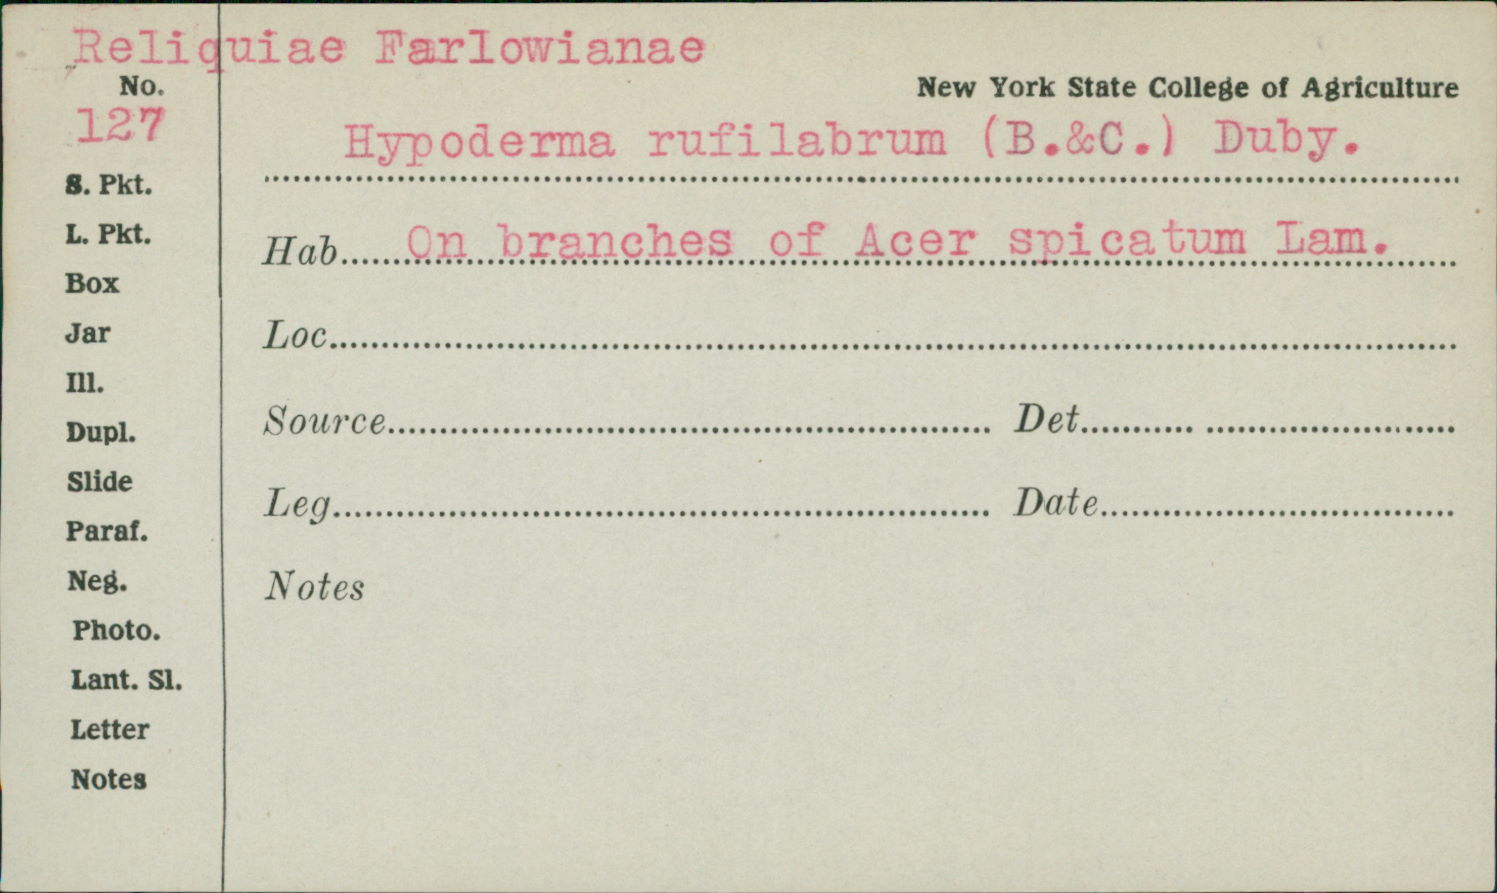 Reliquiae Farlowianae
No.
New York State College of Agriculture
127
Hypoderma rufilabrum (B.&C.) Duby.
S. Pkt.
L. Pkt.
Hab......On branches of Acer spicatum Lam.
Box
Jar
Loc.
Ill.
Dupl.
Source. Det.
Slide
Leg. Date.
Paraf.
Neg.
Notes
Photo.
Lant. Sl.
Letter
Notes